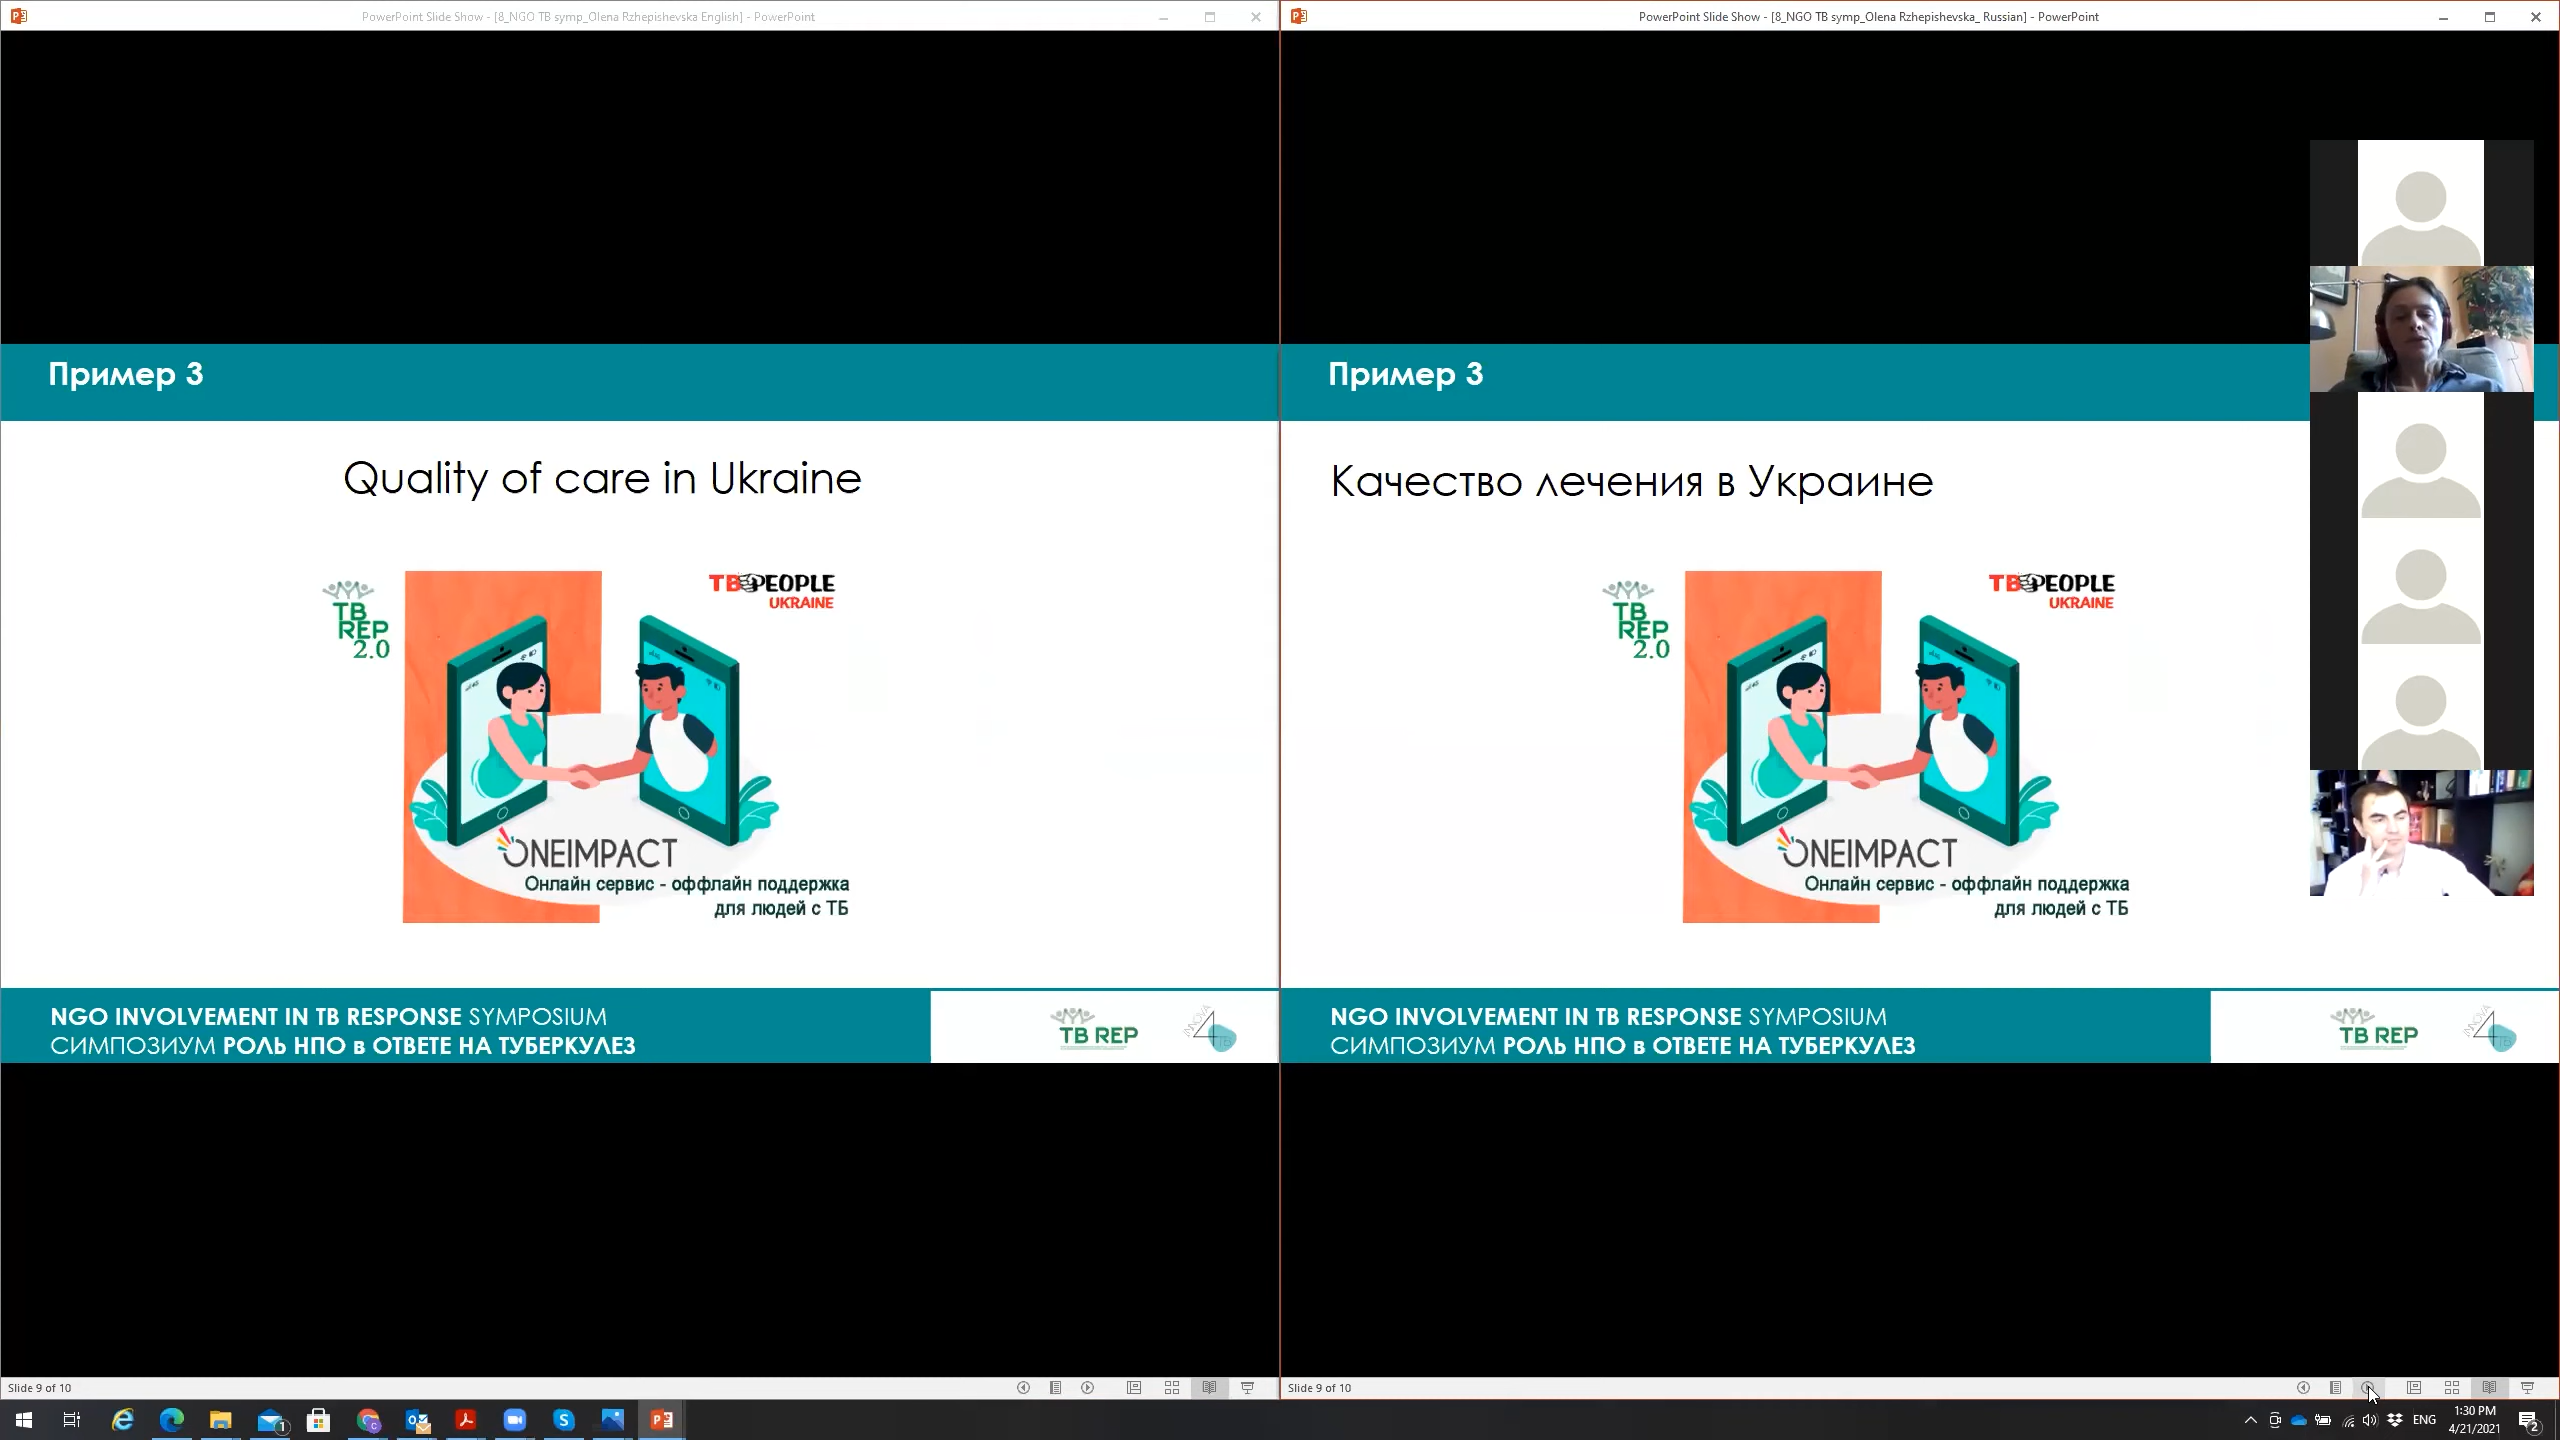 PowerPoint Slide Show - [8_NGO TB symp_Olena Rzhepishevska English] - PowerPoint
Пример 3
Quality of care in Ukraine
TB
REP
2.0
TB PEOPLE
UKRAINE
ONEIMPACT
Онлайн сервис - оффлайн поддержка
для людей с ТБ
NGO INVOLVEMENT IN TB RESPONSE SYMPOSIUM
СИМПОЗИУМ РОЛЬ НПО в ОТВЕТЕ НА ТУБЕРКУЛЕЗ
TB REP
Slide 9 of 10
PowerPoint Slide Show - [8_NGO TB symp_Olena Rzhepishevska_ Russian] - PowerPoint
Пример 3
Качество лечения в Украине
TB
REP
2.0
TB PEOPLE
UKRAINE
ONEIMPACT
Онлайн сервис - оффлайн поддержка
для людей с ТБ
NGO INVOLVEMENT IN TB RESPONSE SYMPOSIUM
СИМПОЗИУМ РОЛЬ НПО в ОТВЕТЕ НА ТУБЕРКУЛЕЗ
TB REP
Slide 9 of 10
ENG
1:30 PM
4/21/2021